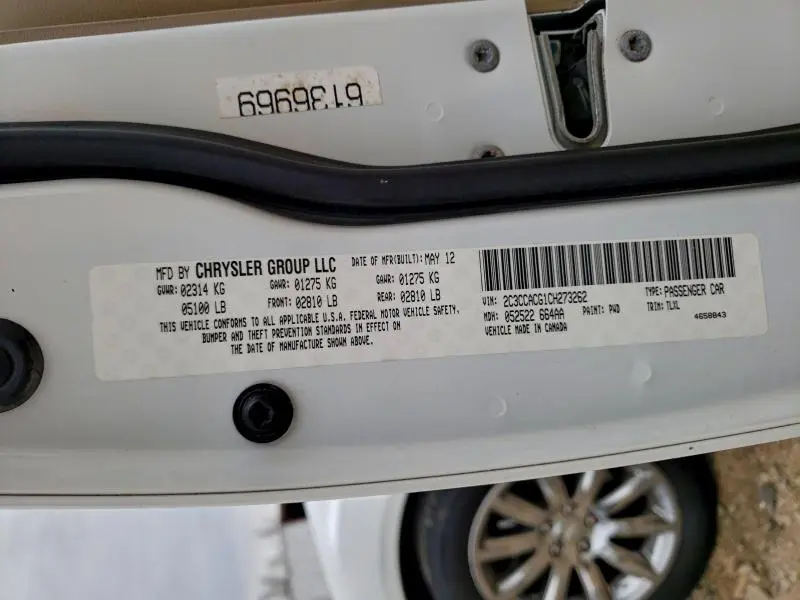 6136969
MFD BY CHRYSLER GROUP LLC DATE OF MFR(BUILT): MAY 12
GVWR: 02314 KG GAWR: 01275 KG GAWR: 01275 KG
05100 LB FRONT: 02810 LB REAR: 02810 LB
THIS VEHICLE CONFORMS TO ALL APPLICABLE U.S.A. FEDERAL MOTOR VEHICLE SAFETY,
BUMPER AND THEFT PREVENTION STANDARDS IN EFFECT ON
THE DATE OF MANUFACTURE SHOWN ABOVE.
VIN: 2C3CCACG1CH273262 TYPE: PASSENGER CAR
MDH: 052522 664AA PAINT: PWD TRIM: TLXL
VEHICLE MADE IN CANADA 4658843